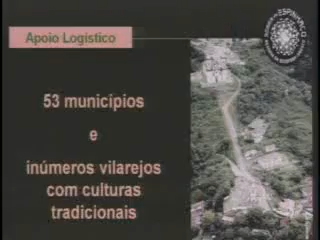 Apoio Logístico
53 municípios
e
inúmeros vilarejos
com culturas
tradicionais